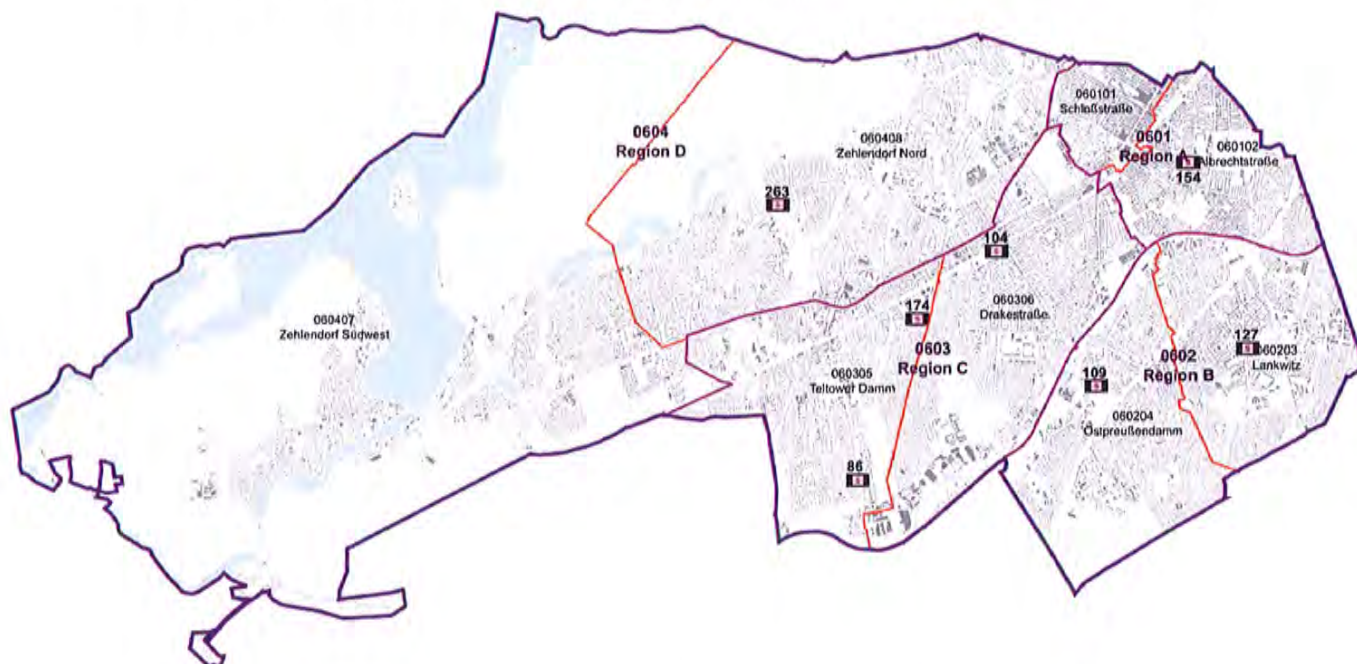 060101
Schloßstraße
0604
Region D
060408
Zehlendorf Nord
0601
Region A
060102
Albrechtstraße
154
263
104
174
060306
Drakestraße
060407
Zehlendorf Südwest
0603
Region C
060305
Teltower Damm
0602
Region B
127
060203
Lankwitz
109
060204
Ostpreußendamm
86